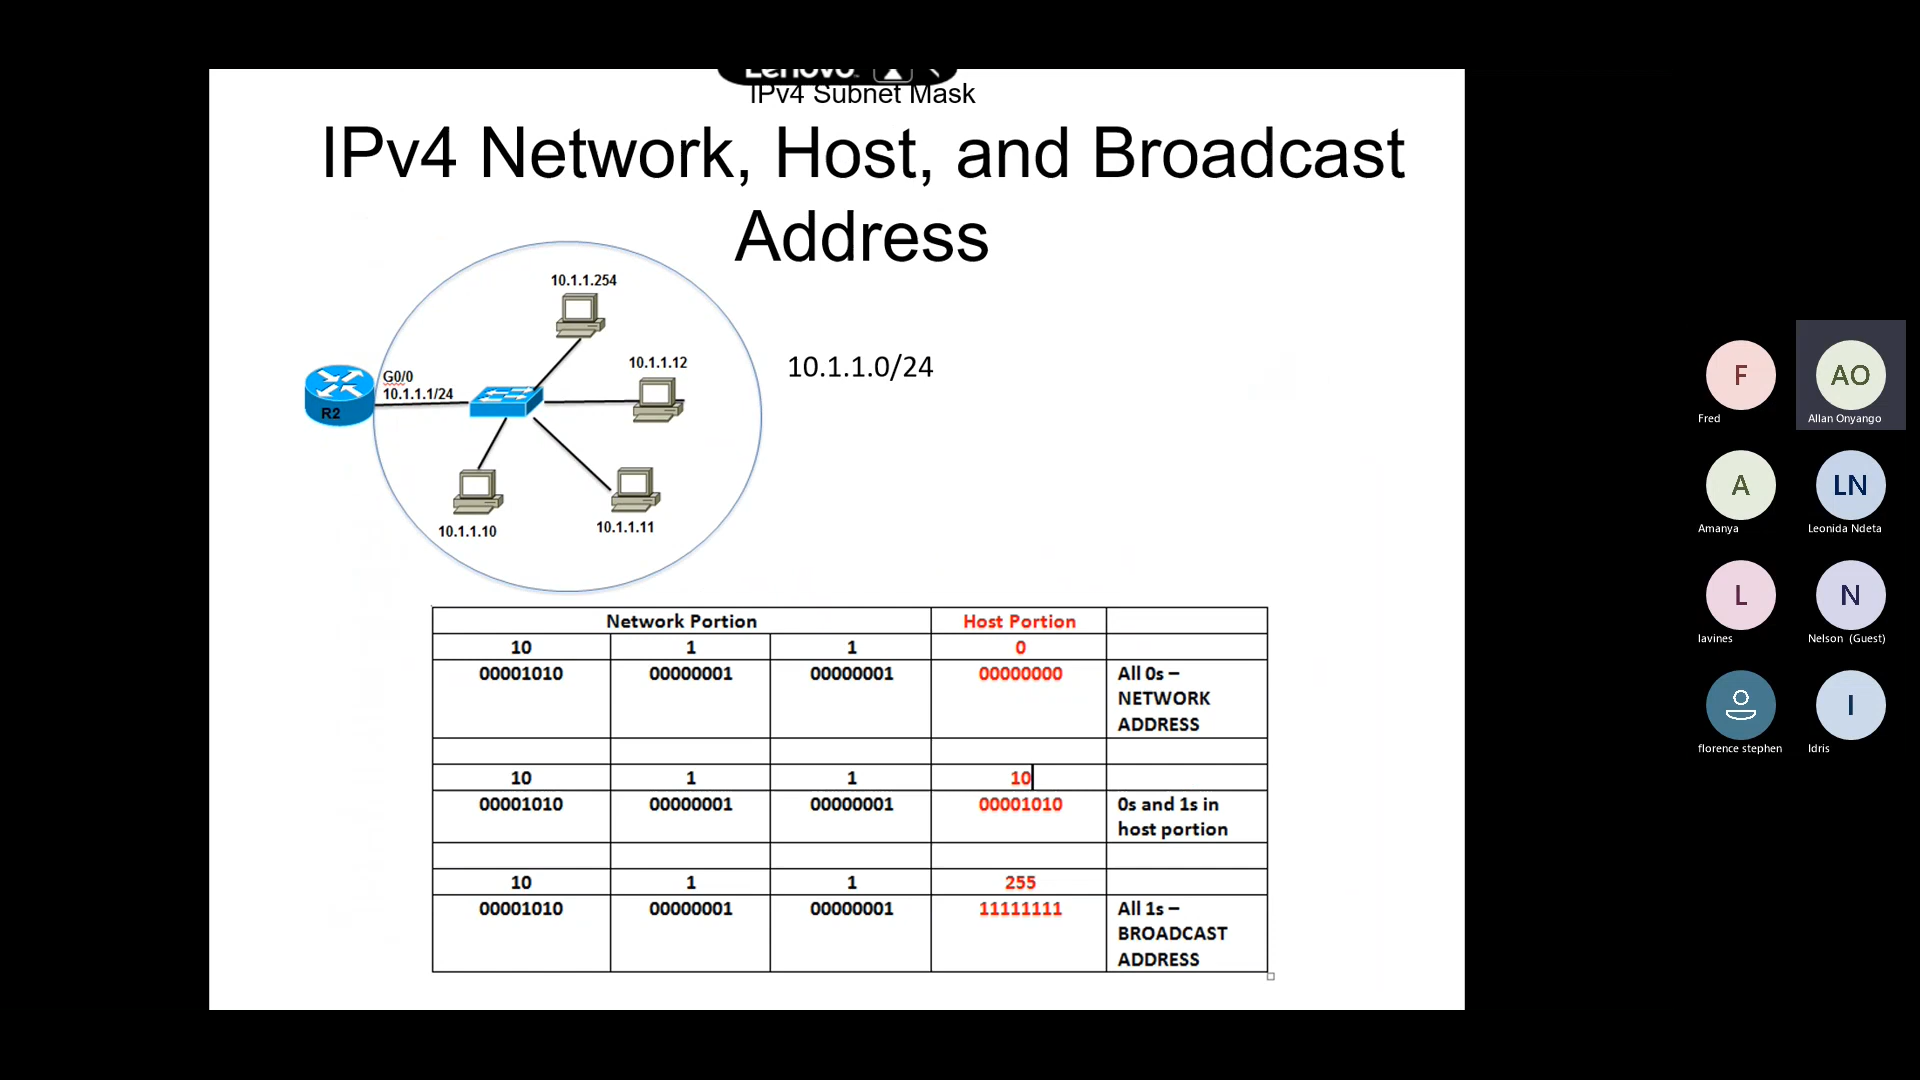 Lenovo
IPv4 Subnet Mask
IPv4 Network, Host, and Broadcast
Address
10.1.1.254
10.1.1.12
10.1.1.0/24
G0/0
10.1.1.1/24
R2
10.1.1.10
10.1.1.11
Network Portion Host Portion
10 1 1 0
00001010 00000001 00000001 00000000 All 0s –
NETWORK
ADDRESS
10 1 1 10
00001010 00000001 00000001 00001010 0s and 1s in
host portion
10 1 1 255
00001010 00000001 00000001 11111111 All 1s –
BROADCAST
ADDRESS
F AO
Fred Allan Onyango
A LN
Amanya Leonida Ndeta
L N
lavines Nelson (Guest)
I
florence stephen Idris